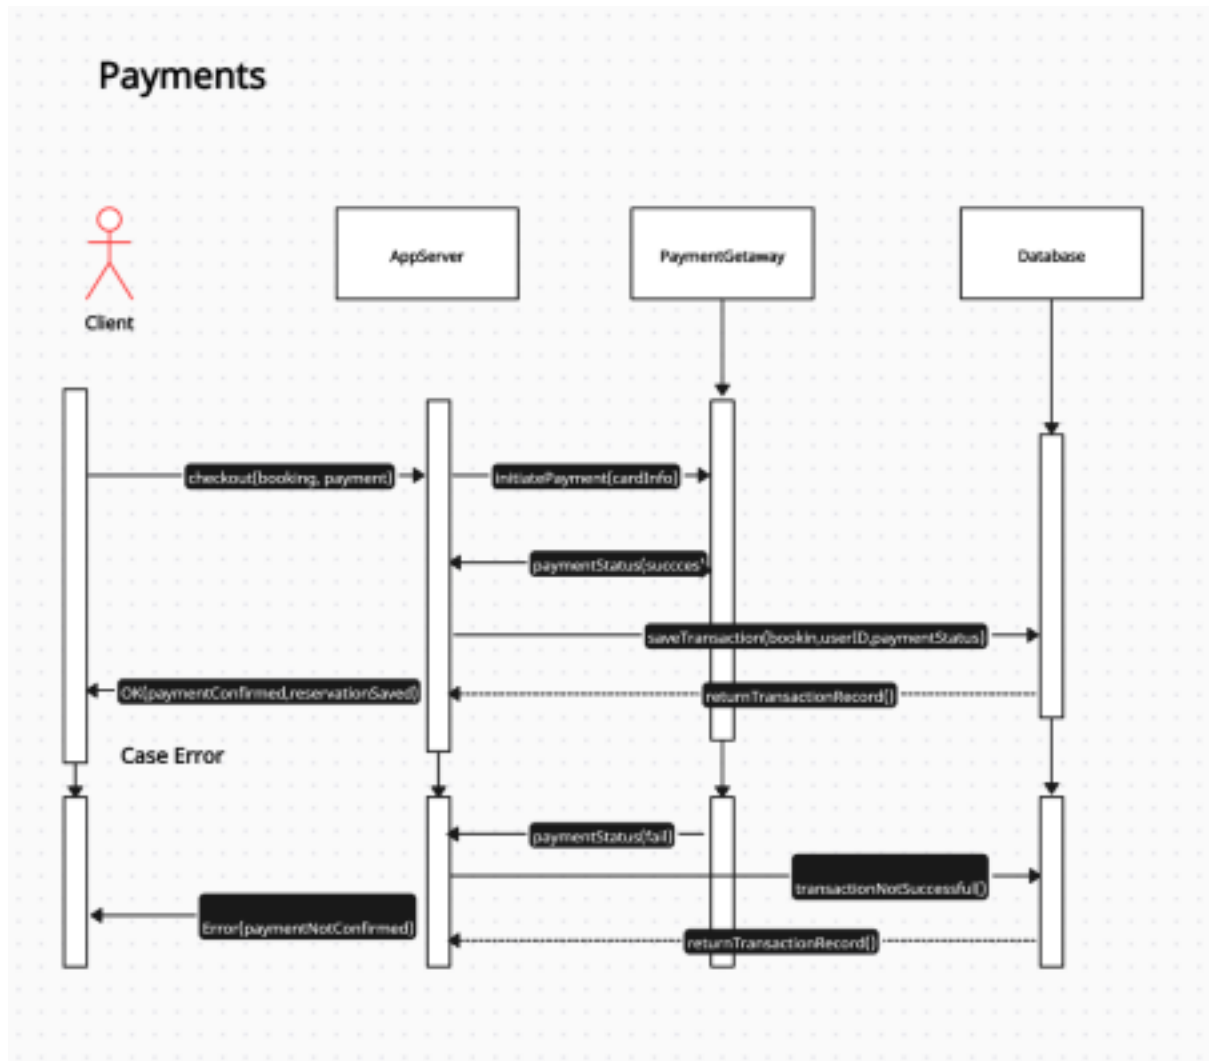 Payments
Client
AppServer
PaymentGetaway
Database
checkout(booking, payment)
initiatePayment(cardInfo)
paymentStatus(succces
saveTransaction(bookin,userID,paymentStatus)
OK(paymentConfirmed,reservationSaved)
returnTransactionRecord()
Case Error
paymentStatus(fail)
transactionNotSuccessful()
Error(paymentNotConfirmed)
returnTransactionRecord()